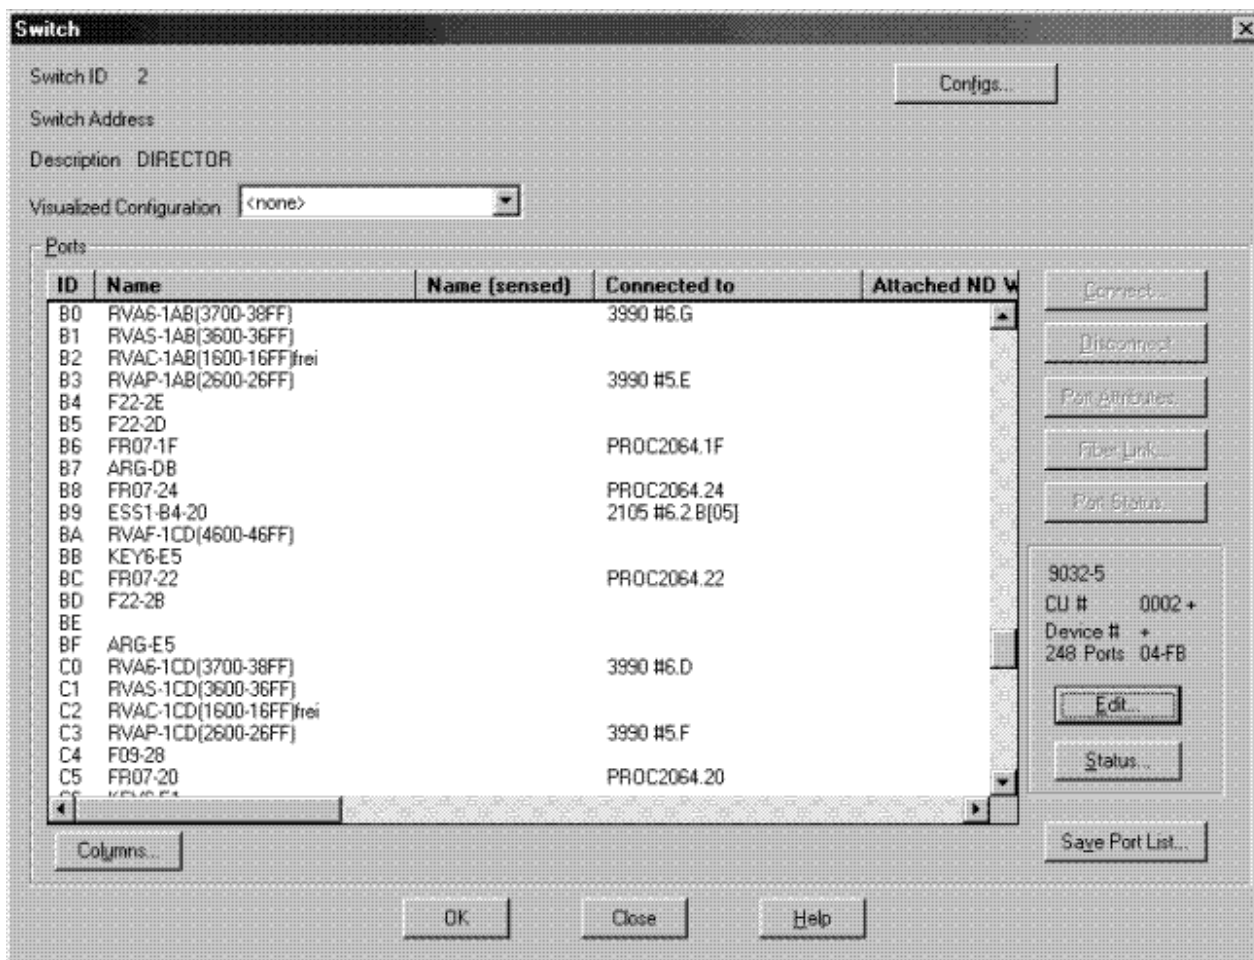 Switch
Switch ID 2
Configs...
Switch Address
Description DIRECTOR
Visualized Configuration <none>
Ports
ID Name Name (sensed) Connected to Attached ND
B0 RVA6-1AB(3700-38FF) 3990 #6.G
B1 RVAS-1AB(3600-36FF)
B2 RVAC-1AB(1600-16FF)frei
B3 RVAP-1AB(2600-26FF) 3990 #5.E
B4 F22-2E
B5 F22-2D
B6 FR07-1F PROC2064.1F
B7 ARG-DB
B8 FR07-24 PROC2064.24
B9 ESS1-B4-20 2105 #6.2.B[05]
BA RVAF-1CD(4600-46FF)
BB KEY6-E5
BC FR07-22 PROC2064.22
BD F22-2B
BE
BF ARG-E5
C0 RVA6-1CD(3700-38FF) 3990 #6.D
C1 RVAS-1CD(3600-36FF)
C2 RVAC-1CD(1600-16FF)frei
C3 RVAP-1CD(2600-26FF) 3990 #5.F
C4 F09-28
C5 FR07-20 PROC2064.20
Connect...
Disconnect
Port Attributes...
Fiber Link...
Port Status...
9032-5
CU # 0002 +
Device # +
248 Ports 04-FB
Edit...
Status...
Save Port List...
Columns...
OK Close Help